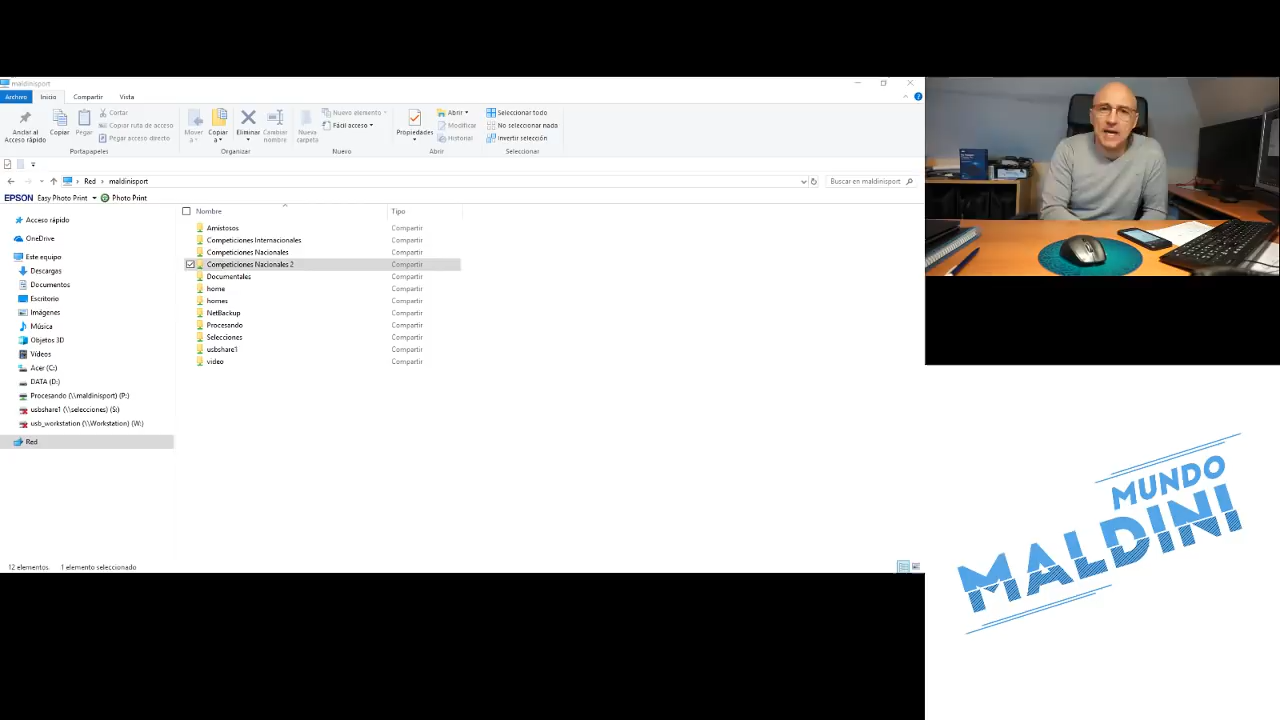 maldinisport
Archivo Inicio Compartir Vista
Anclar al Acceso rápido
Copiar
Pegar
Cortar
Copiar ruta de acceso
Pegar acceso directo
Portapapeles
Mover a
Copiar a
Eliminar
Cambiar nombre
Organizar
Nueva carpeta
Nuevo elemento
Fácil acceso
Nuevo
Propiedades
Abrir
Modificar
Historial
Abrir
Seleccionar todo
No seleccionar nada
Invertir selección
Seleccionar
Red > maldinisport
Buscar en maldinisport
EPSON Easy Photo Print Photo Print
Acceso rápido
OneDrive
Este equipo
Descargas
Documentos
Escritorio
Imágenes
Música
Objetos 3D
Vídeos
Acer (C:)
DATA (D:)
Procesando (\\maldinisport) (P:)
usbshare1 (\\selecciones) (S:)
usb_workstation (\\Workstation) (W:)
Red
Nombre Tipo
Amistosos Compartir
Competiciones Internacionales Compartir
Competiciones Nacionales Compartir
Competiciones Nacionales 2 Compartir
Documentales Compartir
home Compartir
homes Compartir
NetBackup Compartir
Procesando Compartir
Selecciones Compartir
usbshare1 Compartir
video Compartir
12 elementos 1 elemento seleccionado
MUNDO
MALDINI